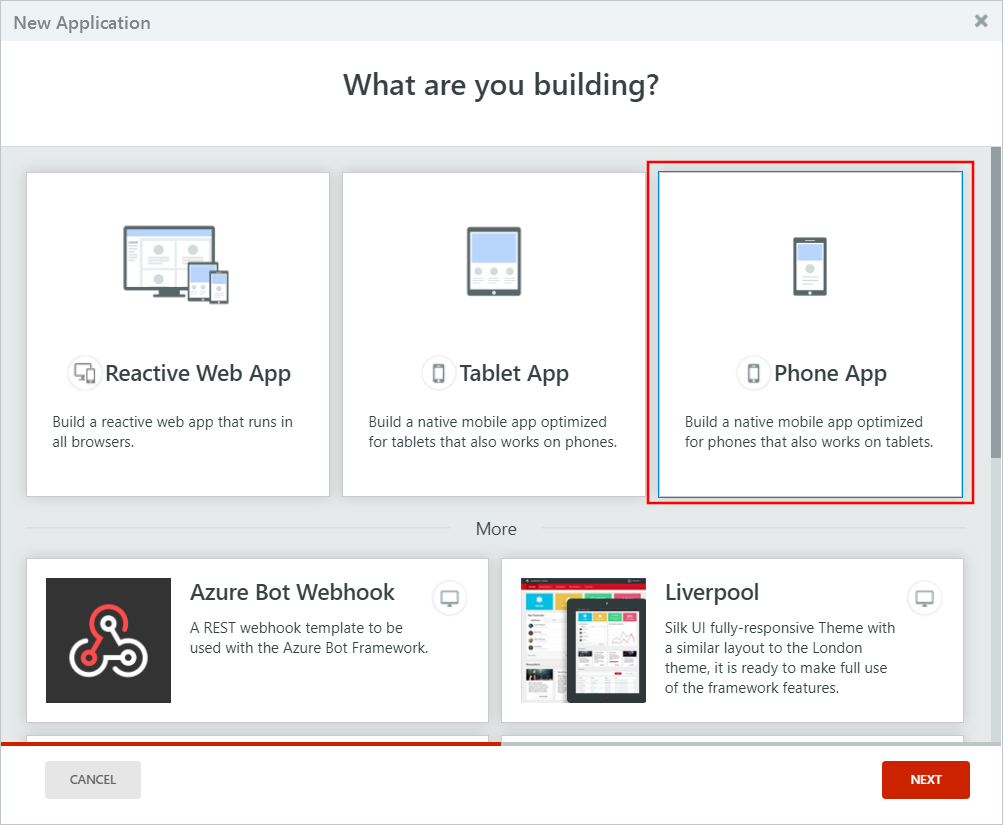 New Application
What are you building?
Reactive Web App
Build a reactive web app that runs in
all browsers.
Tablet App
Build a native mobile app optimized
for tablets that also works on phones.
Phone App
Build a native mobile app optimized
for phones that also works on tablets.
More
Azure Bot Webhook
A REST webhook template to be
used with the Azure Bot Framework.
Liverpool
Silk UI fully-responsive Theme with
a similar layout to the London
theme, it is ready to make full use
of the framework features.
CANCEL
NEXT